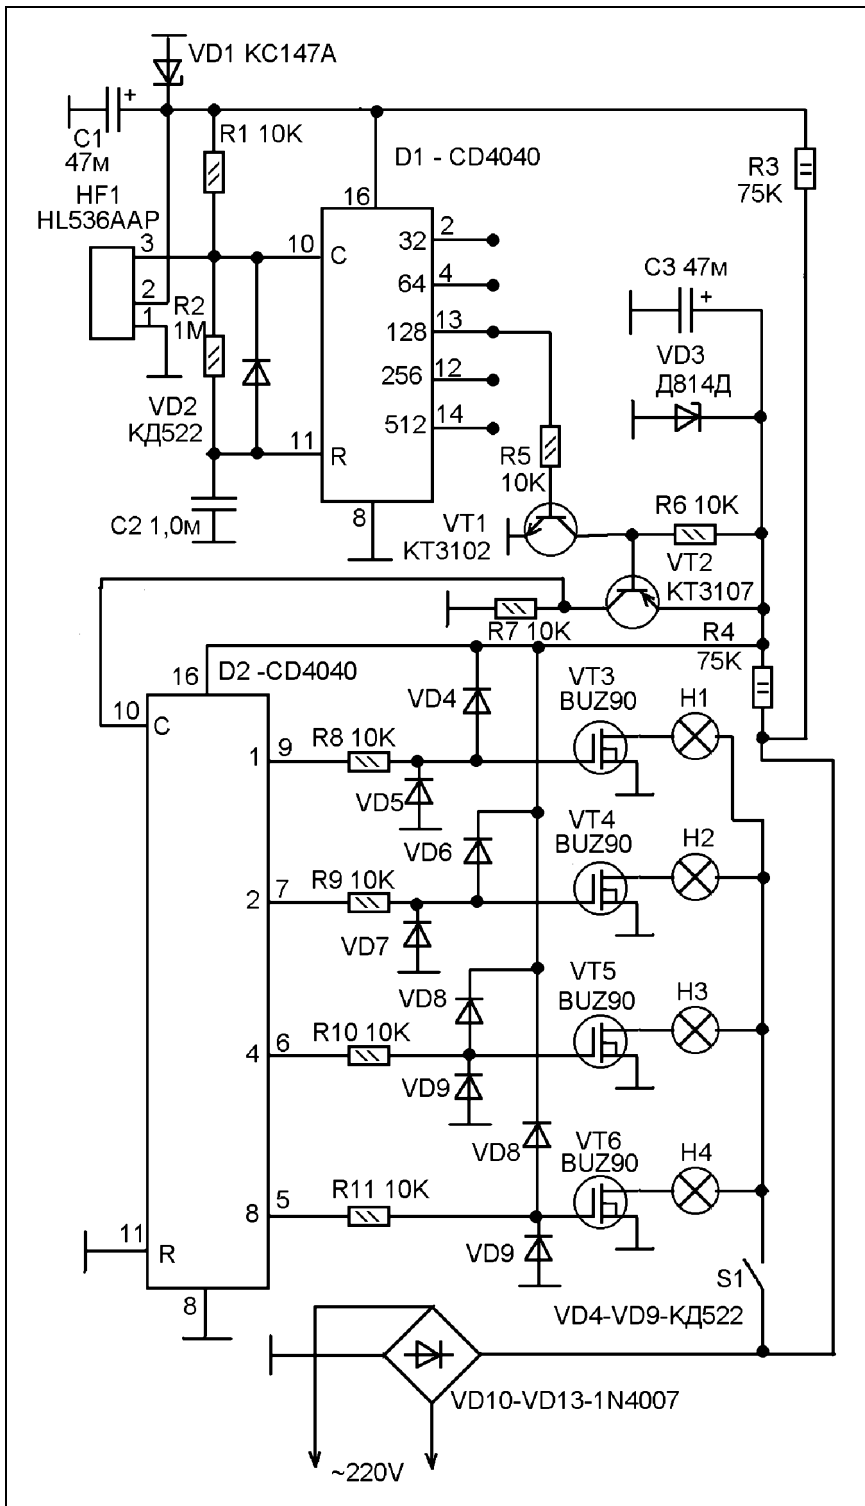 VD1 KC147A
+
C1
47м
R1 10K
D1 - CD4040
R3
75K
HF1
HL536AAP
16
3
10
C
32
2
2
64
4
C3 47м
+
R2
1M
1
128
13
VD3
Д814Д
256
12
VD2
КД522
512
14
11
R
R5
10K
C2 1,0м
8
VT1
KT3102
R6 10K
VT2
KT3107
R7 10K
R4
75K
16
D2 -CD4040
VD4
VT3
BUZ90
H1
10
C
1
9
R8 10K
VD5
VD6
VT4
BUZ90
H2
2
7
R9 10K
VD7
VD8
VT5
BUZ90
H3
4
6
R10 10K
VD9
VD8
VT6
BUZ90
H4
8
5
R11 10K
VD9
11
R
S1
8
VD4-VD9-КД522
VD10-VD13-1N4007
~220V